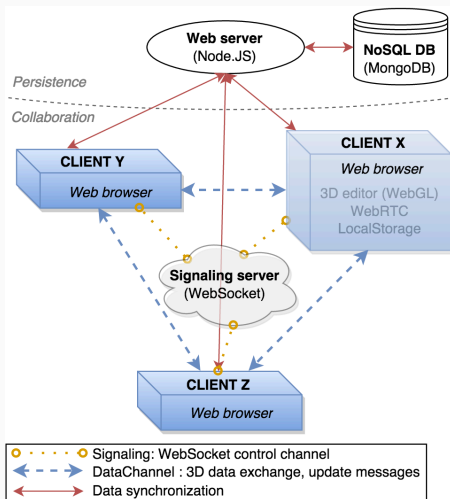 Web server
(Node.JS)
NoSQL DB
(MongoDB)
Persistence
Collaboration
CLIENT Y
Web browser
CLIENT X
Web browser
3D editor (WebGL)
WebRTC
LocalStorage
Signaling server
(WebSocket)
CLIENT Z
Web browser
Signaling: WebSocket control channel
DataChannel : 3D data exchange, update messages
Data synchronization